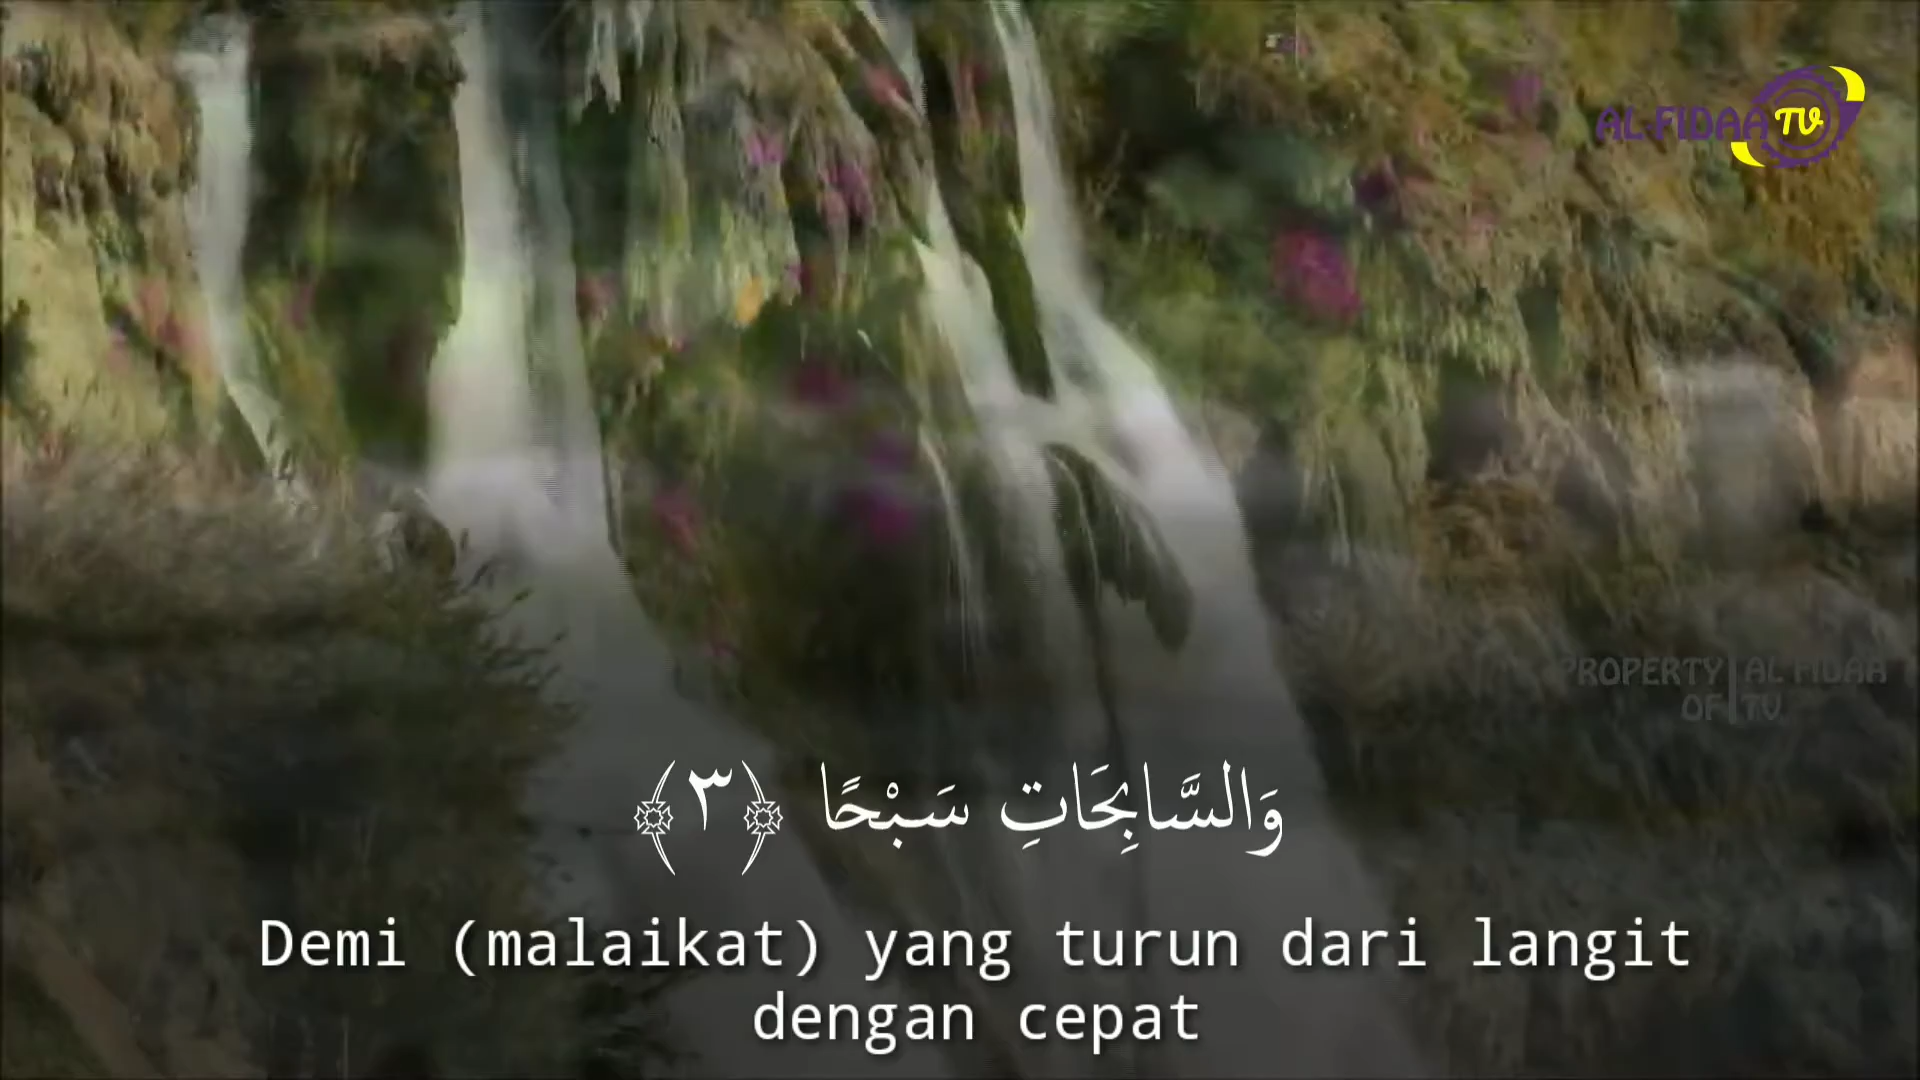 AL-FIDAA TV
PROPERTY OF | AL FIDAA TV
وَالسَّابِحَاتِ سَبْحًا ﴿٣﴾
Demi (malaikat) yang turun dari langit
dengan cepat